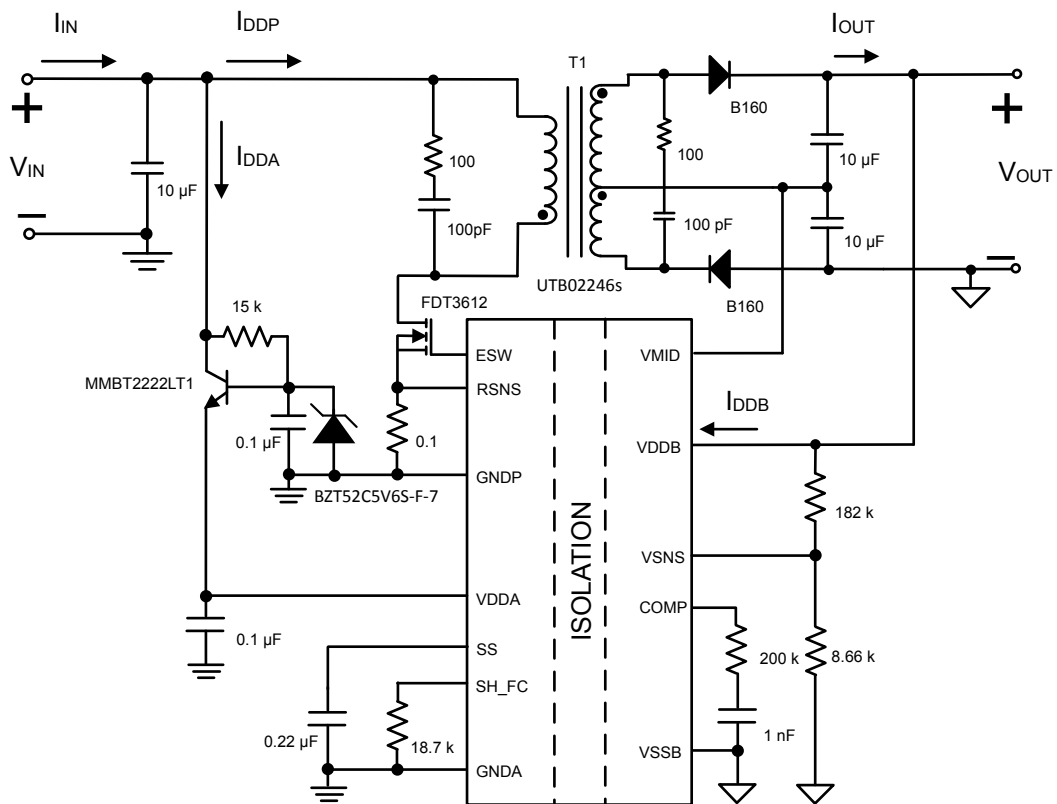 IIN
IDDP
IOUT
T1
+
B160
+
IDDA
VIN
10 µF
100
100
10 µF
VOUT
−
100pF
100 pF
10 µF
−
UTB02246s
B160
FDT3612
15 k
ESW
VMID
MMBT2222LT1
RSNS
IDDB
0.1 µF
0.1
VDDB
BZT52C5V6S-F-7
GNDP
182 k
ISOLATION
VSNS
VDDA
COMP
0.1 µF
SS
200 k
8.66 k
SH_FC
0.22 µF
18.7 k
1 nF
VSSB
GNDA